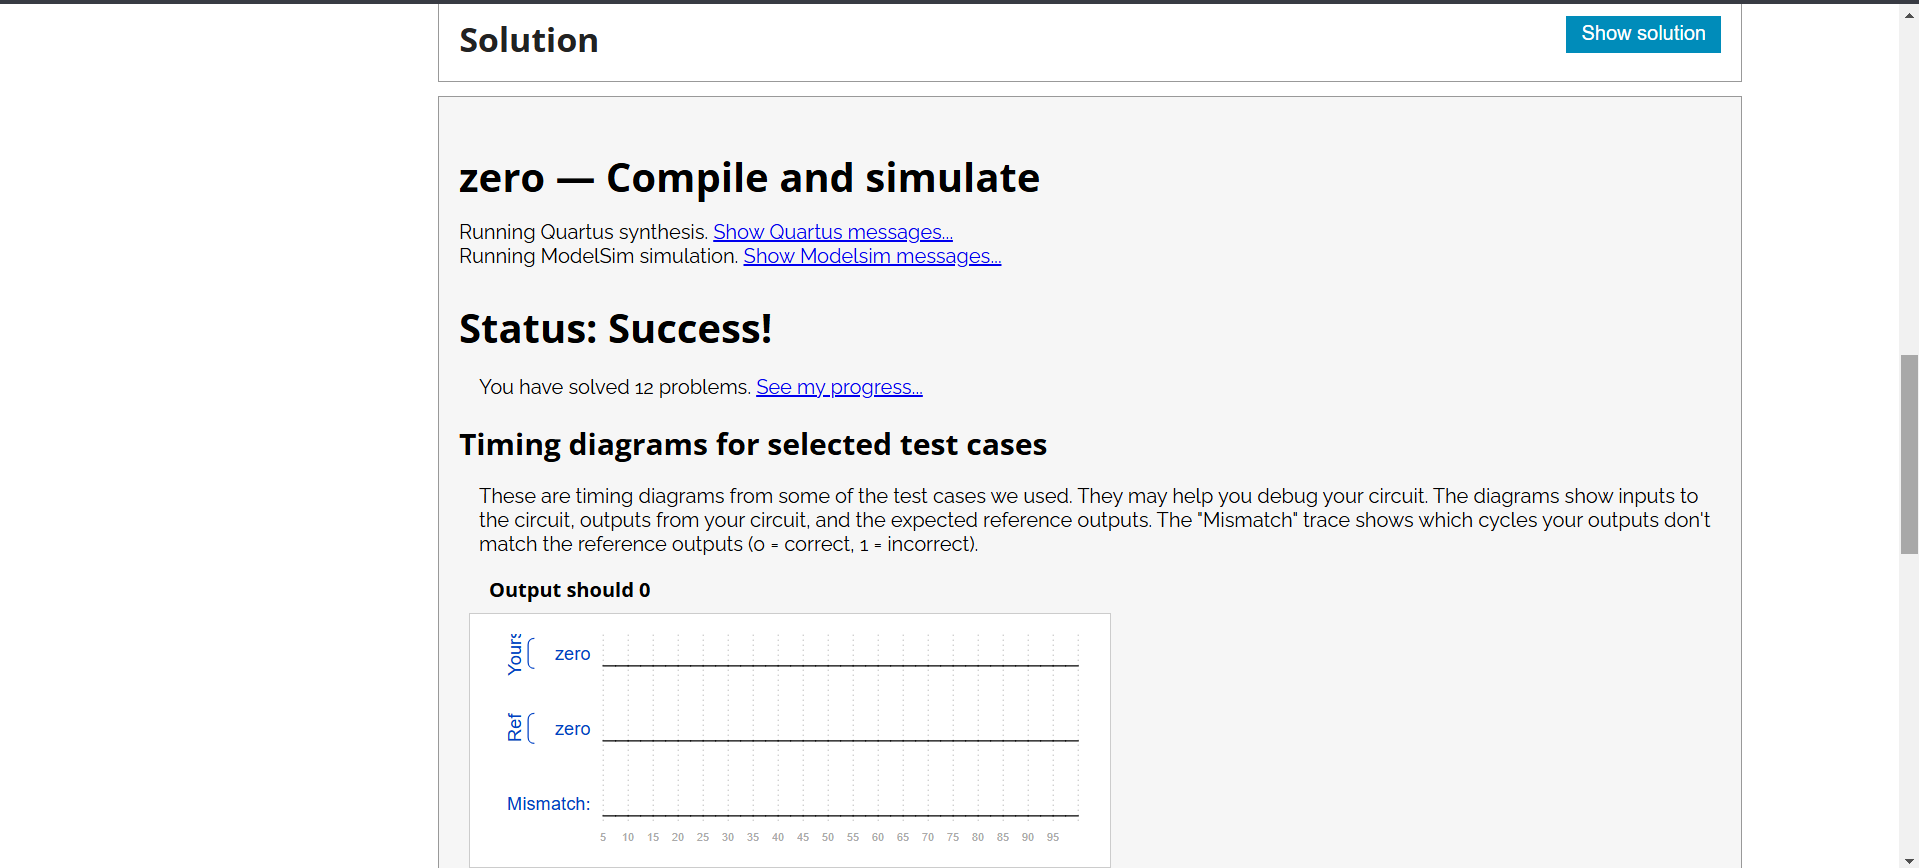 Solution
Show solution
zero — Compile and simulate
Running Quartus synthesis. Show Quartus messages...
Running ModelSim simulation. Show Modelsim messages...
Status: Success!
You have solved 12 problems. See my progress...
Timing diagrams for selected test cases
These are timing diagrams from some of the test cases we used. They may help you debug your circuit. The diagrams show inputs to
the circuit, outputs from your circuit, and the expected reference outputs. The "Mismatch" trace shows which cycles your outputs don't
match the reference outputs (0 = correct, 1 = incorrect).
Output should 0
Yours
zero
Ref
zero
Mismatch:
5 10 15 20 25 30 35 40 45 50 55 60 65 70 75 80 85 90 95